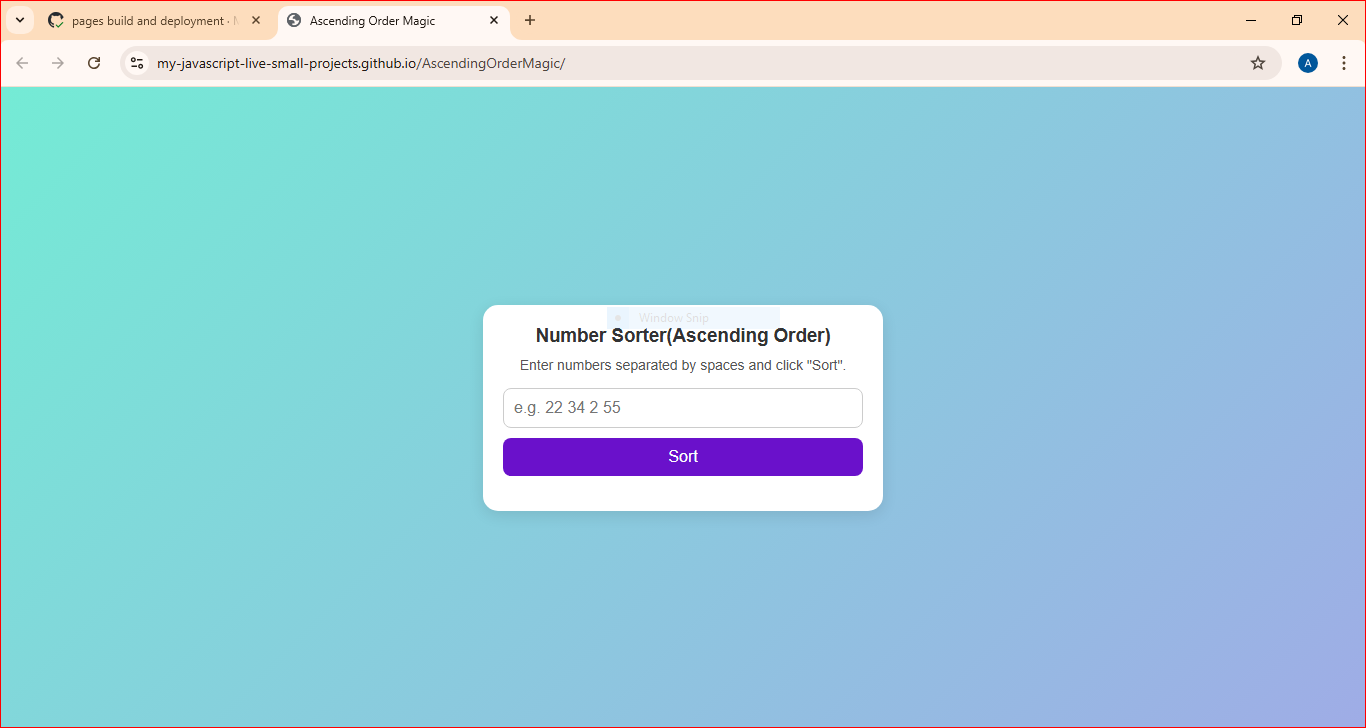 pages build and deployment ·
Ascending Order Magic
my-javascript-live-small-projects.github.io/AscendingOrderMagic/
A
Window Snip
Number Sorter(Ascending Order)
Enter numbers separated by spaces and click "Sort".
e.g. 22 34 2 55
Sort